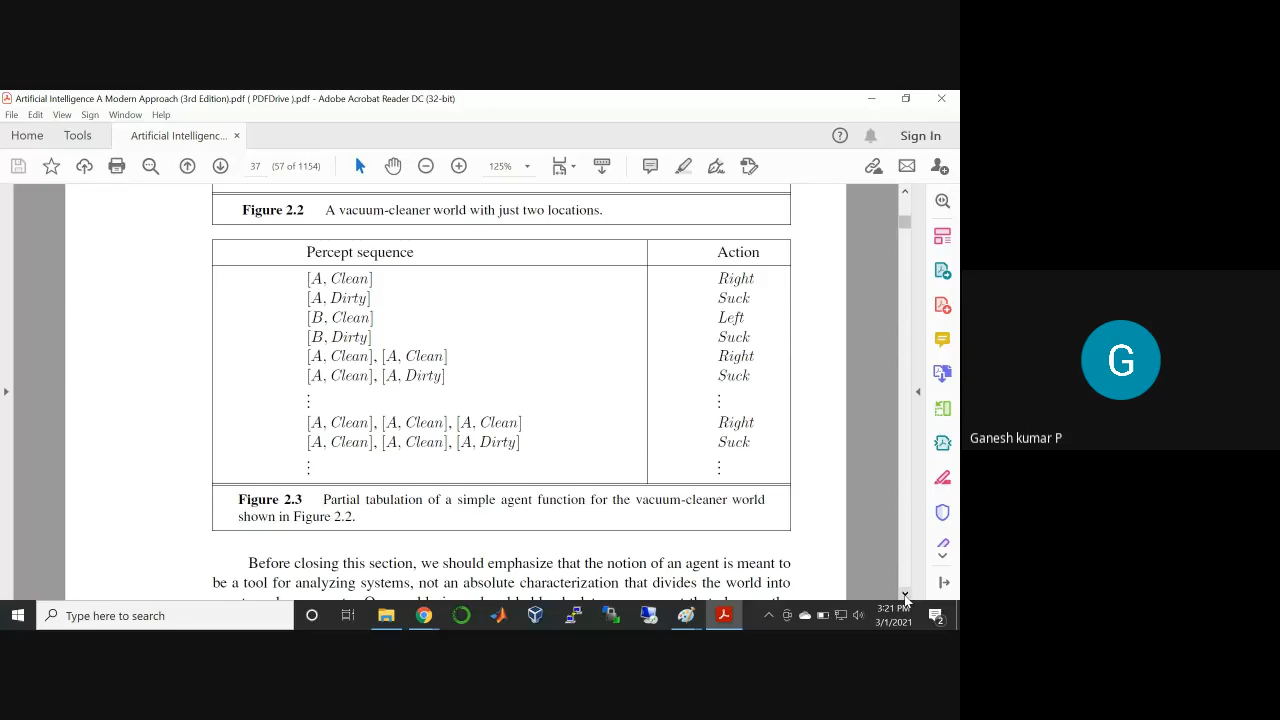 Artificial Intelligence A Modern Approach (3rd Edition).pdf ( PDFDrive ).pdf - Adobe Acrobat Reader DC (32-bit)
File Edit View Sign Window Help
Home Tools Artificial Intelligenc... × Sign In
37 (57 of 1154) 125%
Figure 2.2 A vacuum-cleaner world with just two locations.
Percept sequence Action
[A, Clean] Right
[A, Dirty] Suck
[B, Clean] Left
[B, Dirty] Suck
[A, Clean], [A, Clean] Right
[A, Clean], [A, Dirty] Suck
⋮ ⋮
[A, Clean], [A, Clean], [A, Clean] Right
[A, Clean], [A, Clean], [A, Dirty] Suck
⋮ ⋮
Figure 2.3 Partial tabulation of a simple agent function for the vacuum-cleaner world
shown in Figure 2.2.
Before closing this section, we should emphasize that the notion of an agent is meant to
be a tool for analyzing systems, not an absolute characterization that divides the world into
G
Ganesh kumar P
Type here to search
3:21 PM
3/1/2021
2